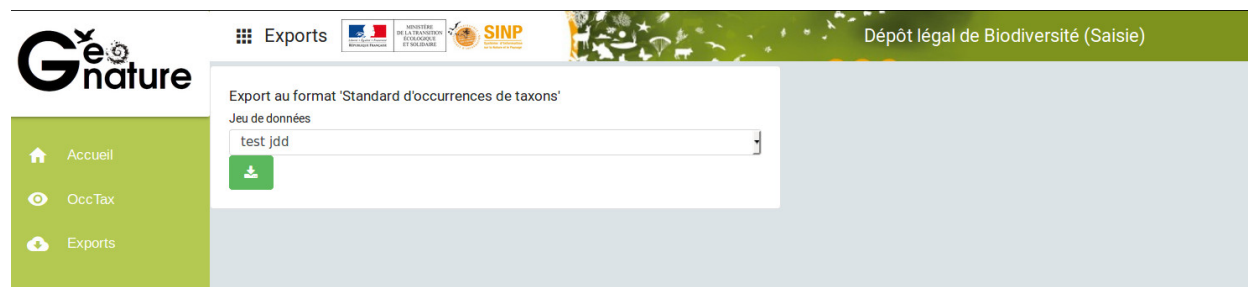 Géo
nature
Exports
MINISTÈRE
DE LA TRANSITION
ÉCOLOGIQUE
ET SOLIDAIRE
SINP
Dépôt légal de Biodiversité (Saisie)
Export au format 'Standard d'occurrences de taxons'
Jeu de données
test jdd
Accueil
OccTax
Exports